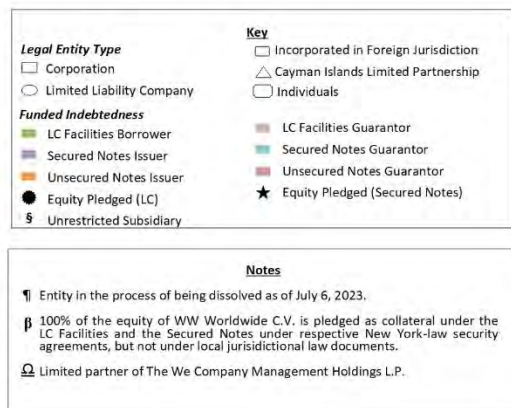 Key
Legal Entity Type
Corporation
Limited Liability Company
Incorporated in Foreign Jurisdiction
Cayman Islands Limited Partnership
Individuals
Funded Indebtedness
LC Facilities Borrower
Secured Notes Issuer
Unsecured Notes Issuer
Equity Pledged (LC)
§ Unrestricted Subsidiary
LC Facilities Guarantor
Secured Notes Guarantor
Unsecured Notes Guarantor
★ Equity Pledged (Secured Notes)
Notes
¶ Entity in the process of being dissolved as of July 6, 2023.
β 100% of the equity of WW Worldwide C.V. is pledged as collateral under the
LC Facilities and the Secured Notes under respective New York-law security
agreements, but not under local jurisdictional law documents.
♎ Limited partner of The We Company Management Holdings L.P.